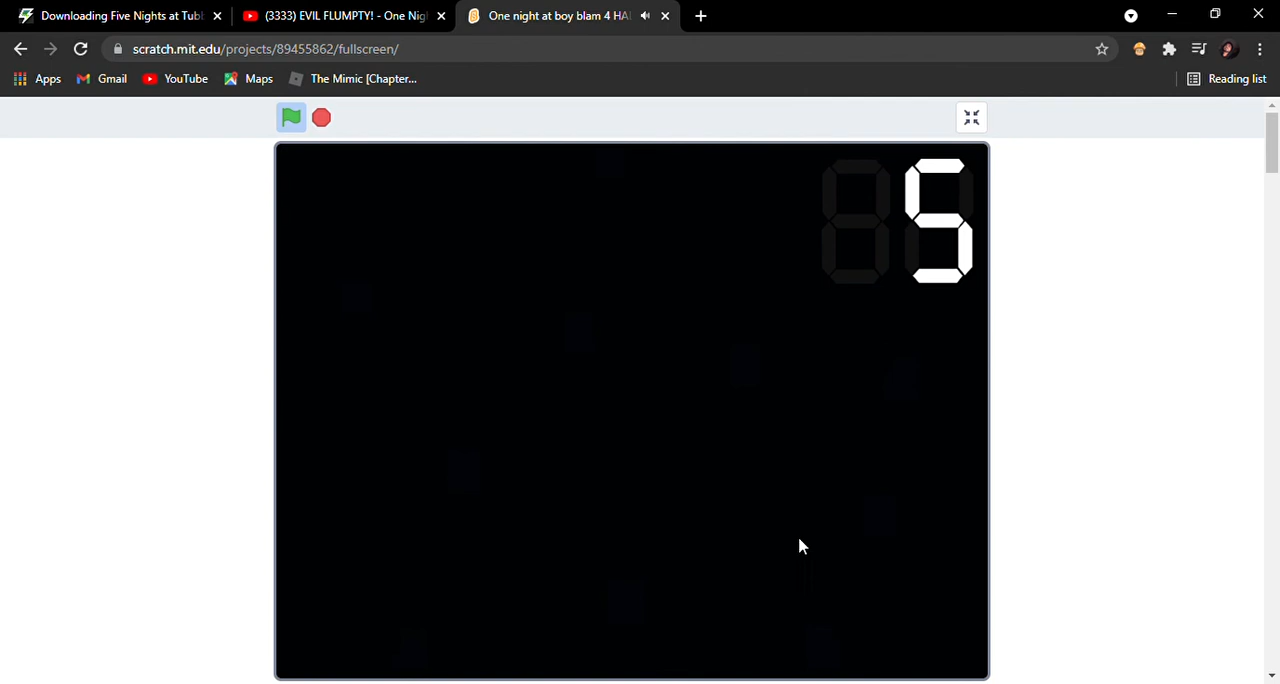 Downloading Five Nights at Tubb
(3333) EVIL FLUMPTY! - One Nig
One night at boy blam 4 HA
scratch.mit.edu/projects/89455862/fullscreen/
Apps Gmail YouTube Maps The Mimic [Chapter... Reading list
5